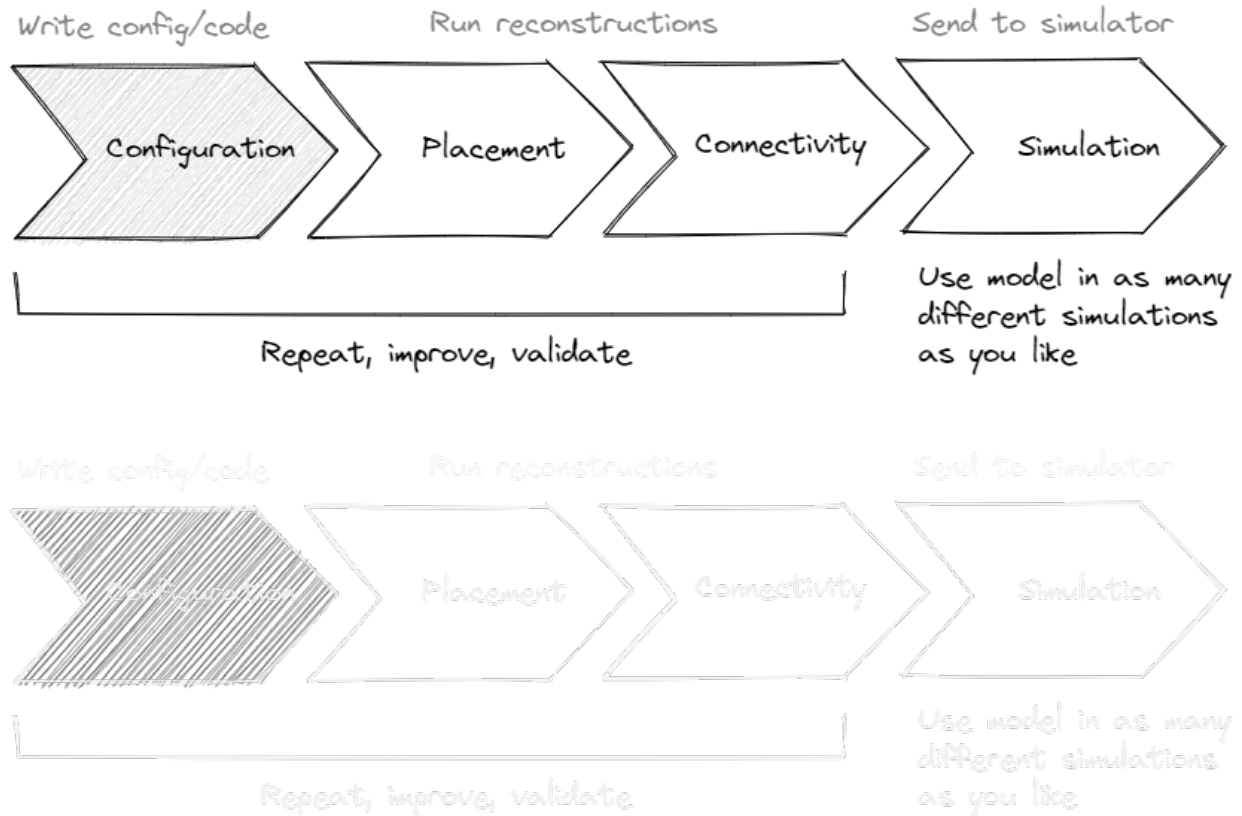 Write config/code
Run reconstructions
Send to simulator
Configuration
Placement
Connectivity
Simulation
Repeat, improve, validate
Use model in as many
different simulations
as you like
Write config/code
Run reconstructions
Send to simulator
Configuration
Placement
Connectivity
Simulation
Repeat, improve, validate
Use model in as many
different simulations
as you like